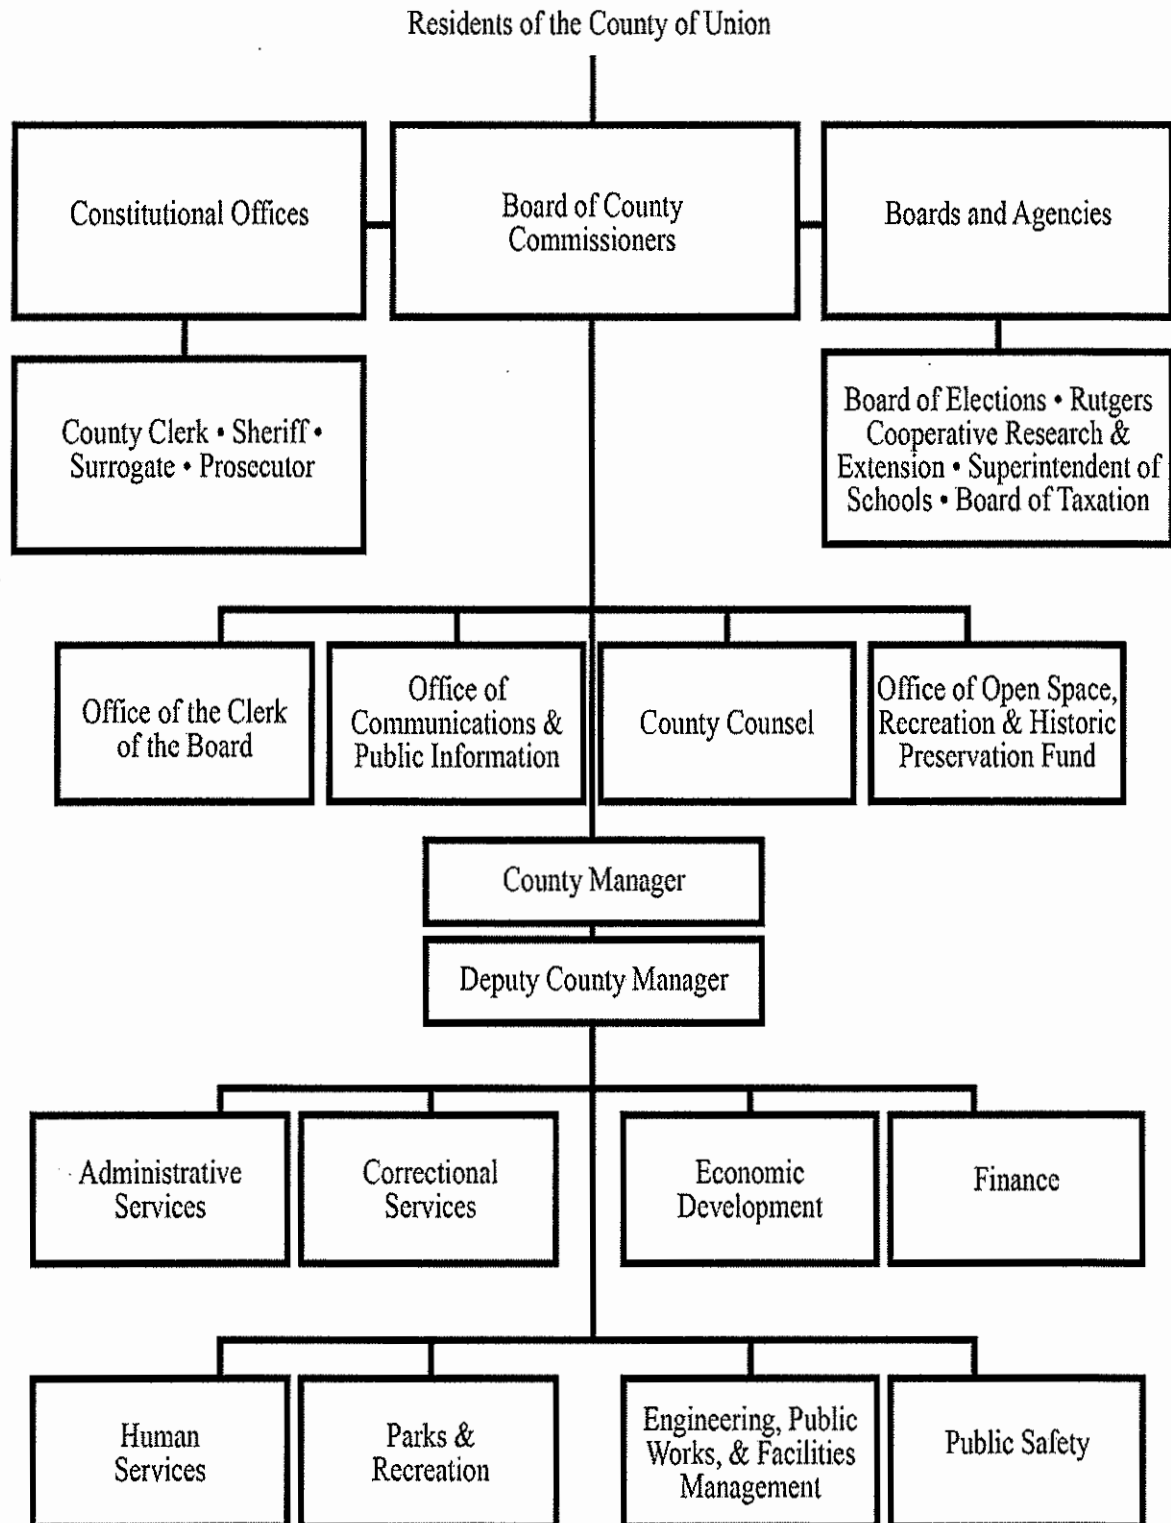 Residents of the County of Union
Constitutional Offices
Board of County
Commissioners
Boards and Agencies
County Clerk • Sheriff •
Surrogate • Prosecutor
Board of Elections • Rutgers
Cooperative Research &
Extension • Superintendent of
Schools • Board of Taxation
Office of the Clerk
of the Board
Office of
Communications &
Public Information
County Counsel
Office of Open Space,
Recreation & Historic
Preservation Fund
County Manager
Deputy County Manager
Administrative
Services
Correctional
Services
Economic
Development
Finance
Human
Services
Parks &
Recreation
Engineering, Public
Works, & Facilities
Management
Public Safety